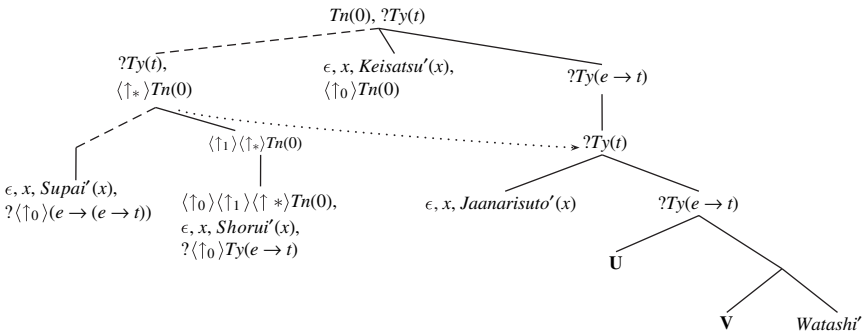 Tn(0), ?Ty(t)
?Ty(t),
⟨↑∗⟩Tn(0)
ϵ, x, Keisatsu′(x),
⟨↑0⟩Tn(0)
?Ty(e → t)
⟨↑1⟩⟨↑∗⟩Tn(0)
?Ty(t)
ϵ, x, Supai′(x),
?⟨↑0⟩(e → (e → t))
⟨↑0⟩⟨↑1⟩⟨↑ ∗⟩Tn(0),
ϵ, x, Shorui′(x),
?⟨↑0⟩Ty(e → t)
ϵ, x, Jaanarisuto′(x)
?Ty(e → t)
U
V
Watashi′